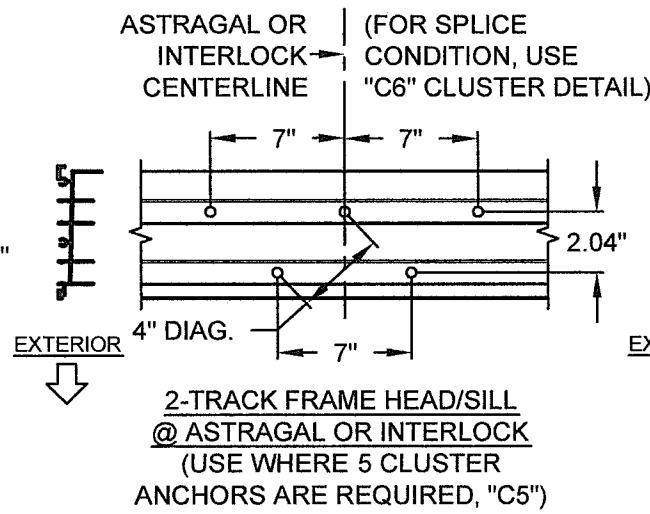 ASTRAGAL OR
INTERLOCK
CENTERLINE
(FOR SPLICE
CONDITION, USE
"C6" CLUSTER DETAIL)
7"
7"
2.04"
"
EXTERIOR
4" DIAG.
7"
EX
2-TRACK FRAME HEAD/SILL
@ ASTRAGAL OR INTERLOCK
(USE WHERE 5 CLUSTER
ANCHORS ARE REQUIRED, "C5")